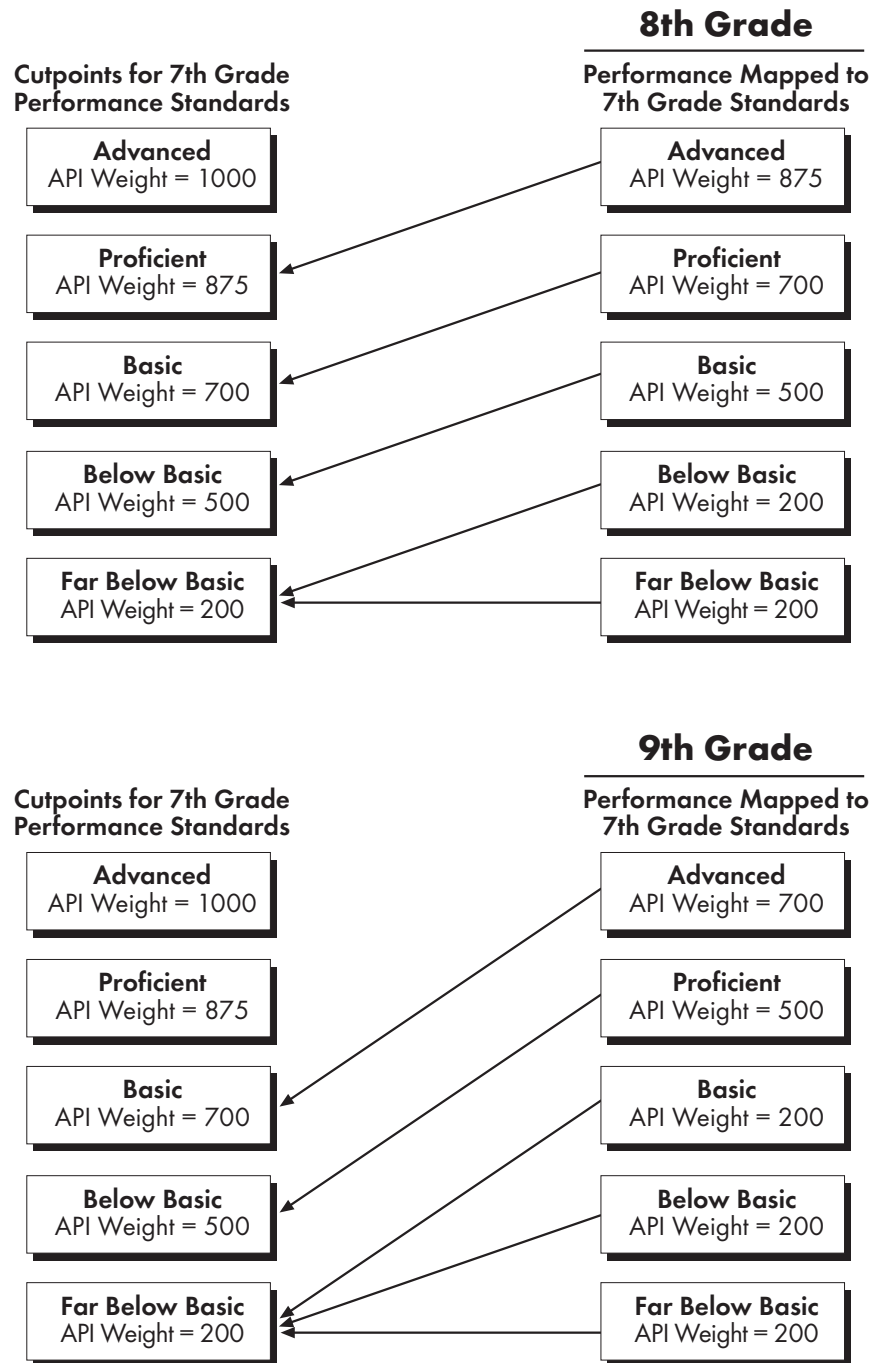 8th Grade
Cutpoints for 7th Grade
Performance Standards
Performance Mapped to
7th Grade Standards
Advanced
API Weight = 1000
Advanced
API Weight = 875
Proficient
API Weight = 875
Proficient
API Weight = 700
Basic
API Weight = 700
Basic
API Weight = 500
Below Basic
API Weight = 500
Below Basic
API Weight = 200
Far Below Basic
API Weight = 200
Far Below Basic
API Weight = 200
9th Grade
Cutpoints for 7th Grade
Performance Standards
Performance Mapped to
7th Grade Standards
Advanced
API Weight = 1000
Advanced
API Weight = 700
Proficient
API Weight = 875
Proficient
API Weight = 500
Basic
API Weight = 700
Basic
API Weight = 200
Below Basic
API Weight = 500
Below Basic
API Weight = 200
Far Below Basic
API Weight = 200
Far Below Basic
API Weight = 200